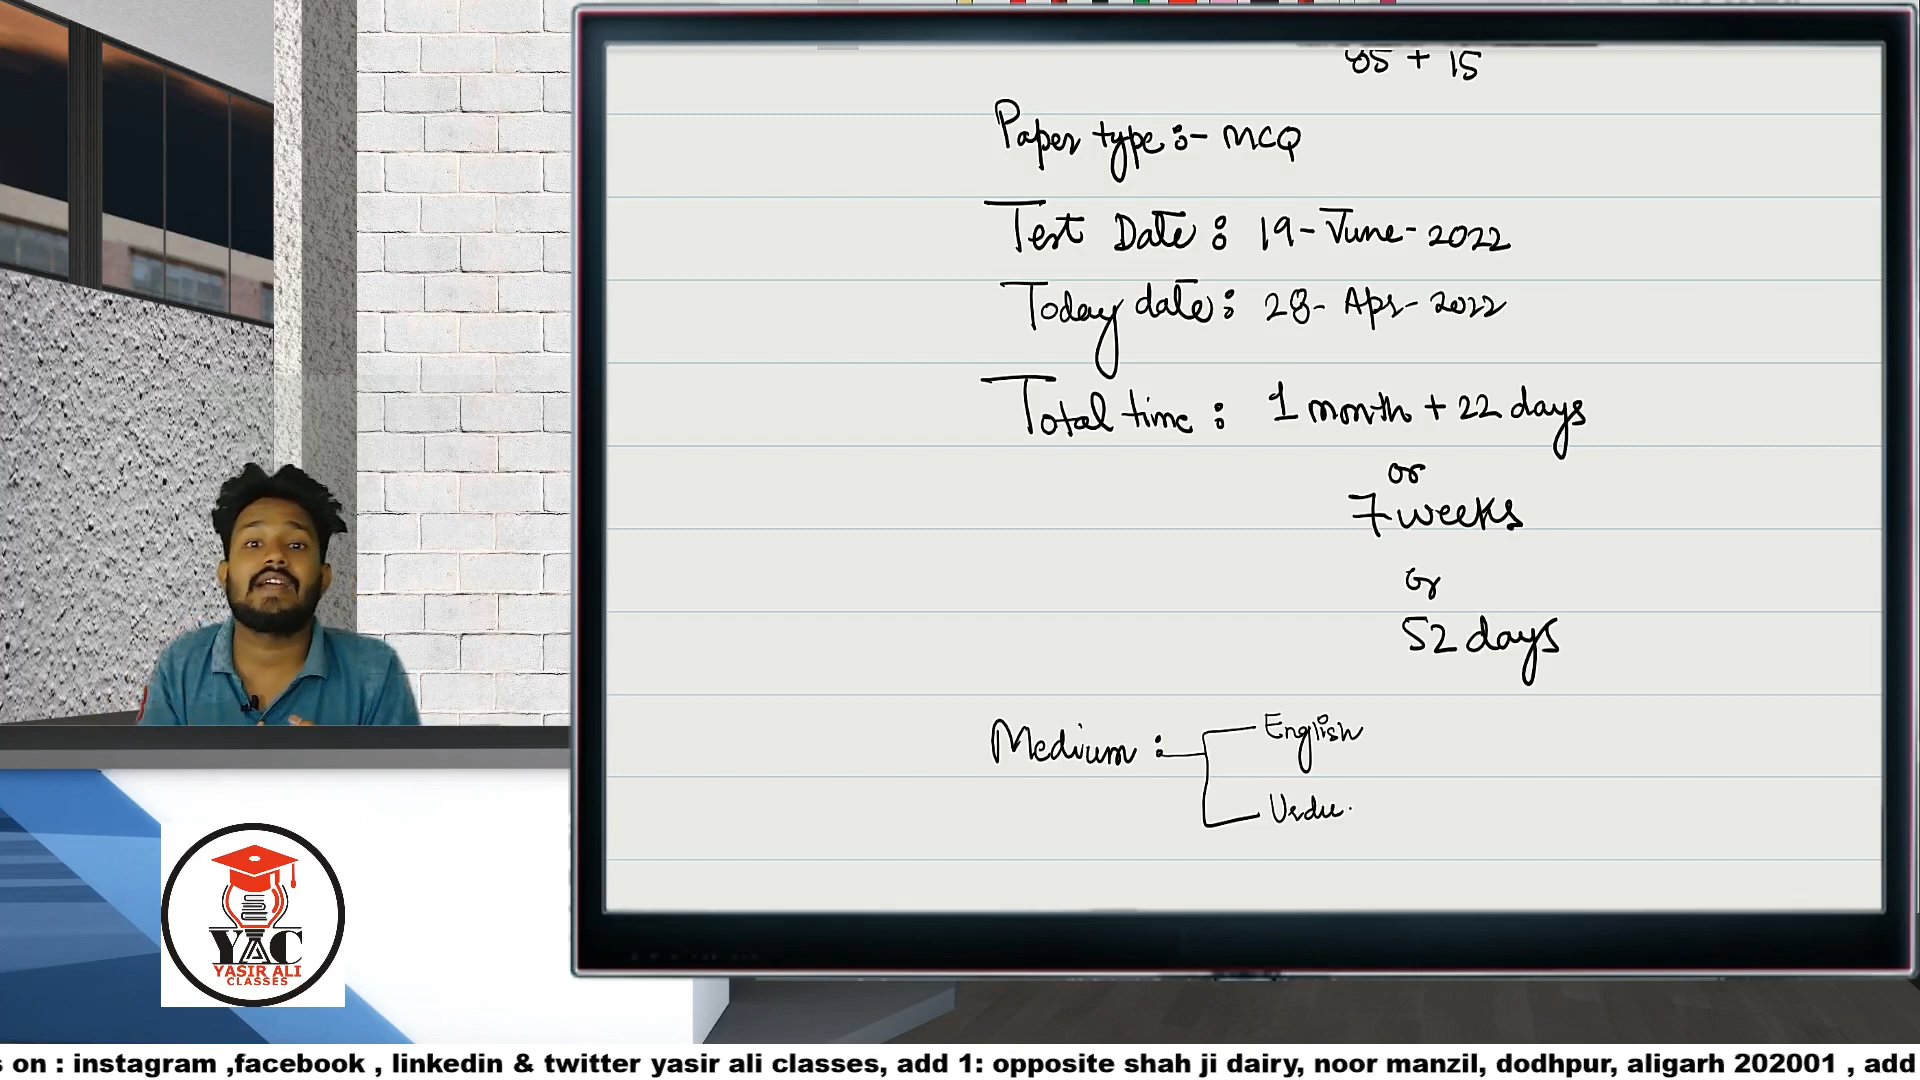 85 + 15
Paper type :- MCQ
Test Date : 19-June-2022
Today date : 28-Apr-2022
Total time : 1 month + 22 days
or
7 weeks
or
52 days
Medium :
English
Urdu.
YAC
YASIR ALI
CLASSES
s on : instagram ,facebook , linkedin & twitter yasir ali classes, add 1: opposite shah ji dairy, noor manzil, dodhpur, aligarh 202001 , add